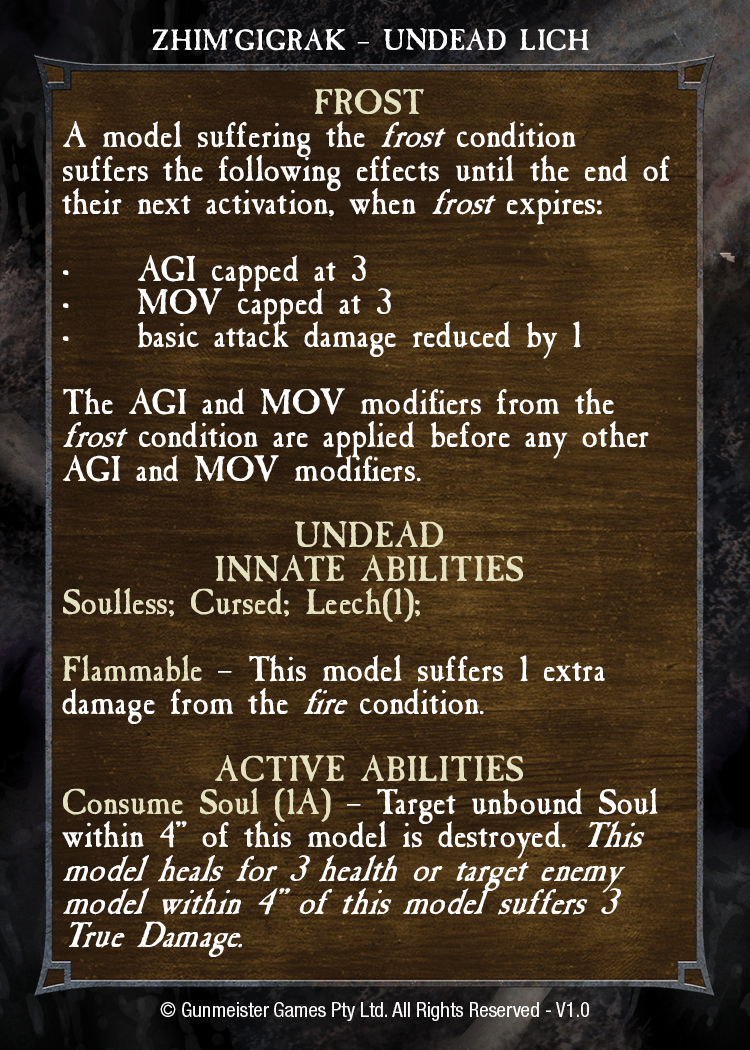 ZHIM'GIGRAK – UNDEAD LICH
FROST
A model suffering the frost condition
suffers the following effects until the end of
their next activation, when frost expires:
• AGI capped at 3
• MOV capped at 3
• basic attack damage reduced by 1
The AGI and MOV modifiers from the
frost condition are applied before any other
AGI and MOV modifiers.
UNDEAD
INNATE ABILITIES
Soulless; Cursed; Leech(1);
Flammable – This model suffers 1 extra
damage from the fire condition.
ACTIVE ABILITIES
Consume Soul (1A) – Target unbound Soul
within 4" of this model is destroyed. This
model heals for 3 health or target enemy
model within 4" of this model suffers 3
True Damage.
© Gunmeister Games Pty Ltd. All Rights Reserved - V1.0